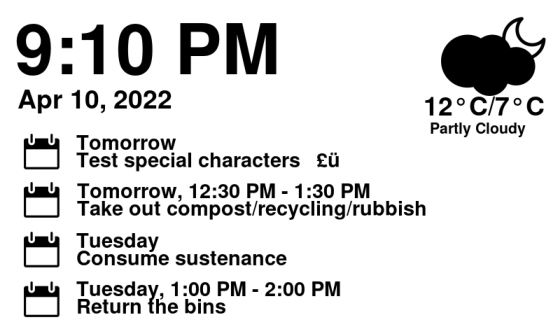 9:10 PM
Apr 10, 2022
12°C/7°C
Partly Cloudy
Tomorrow
Test special characters £ü
Tomorrow, 12:30 PM - 1:30 PM
Take out compost/recycling/rubbish
Tuesday
Consume sustenance
Tuesday, 1:00 PM - 2:00 PM
Return the bins